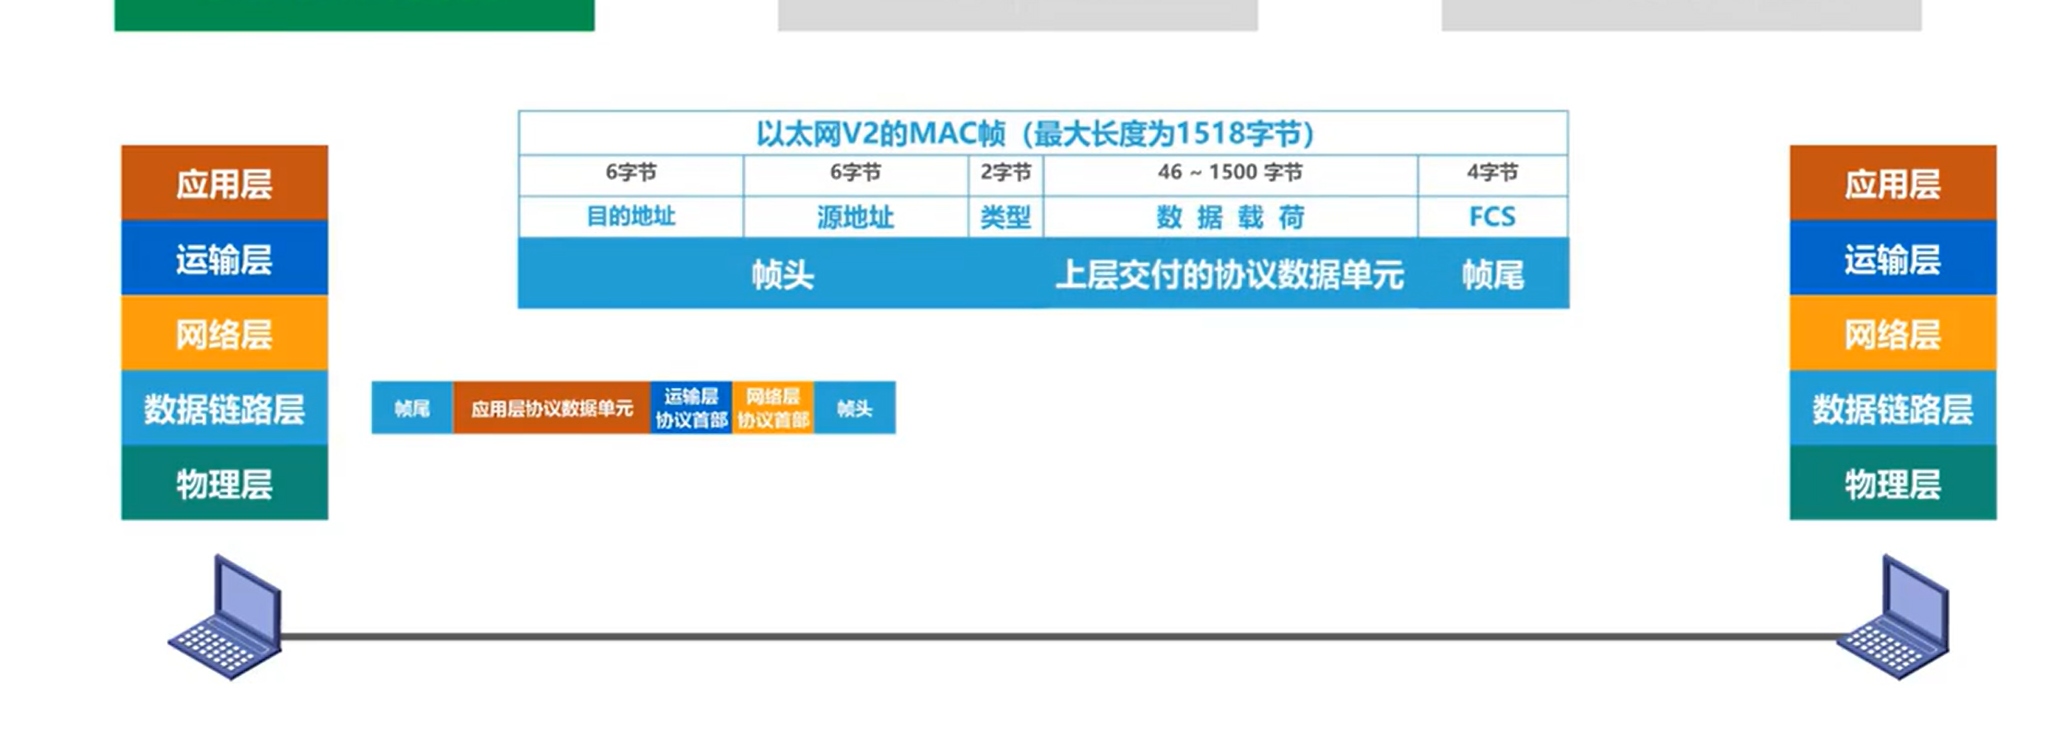 以太网V2的MAC帧（最大长度为1518字节）
6字节 6字节 2字节 46 ~ 1500 字节 4字节
目的地址 源地址 类型 数 据 载 荷 FCS
帧头 上层交付的协议数据单元 帧尾
应用层
运输层
网络层
数据链路层
物理层
帧尾 应用层协议数据单元 运输层 网络层 帧头
协议首部 协议首部
应用层
运输层
网络层
数据链路层
物理层